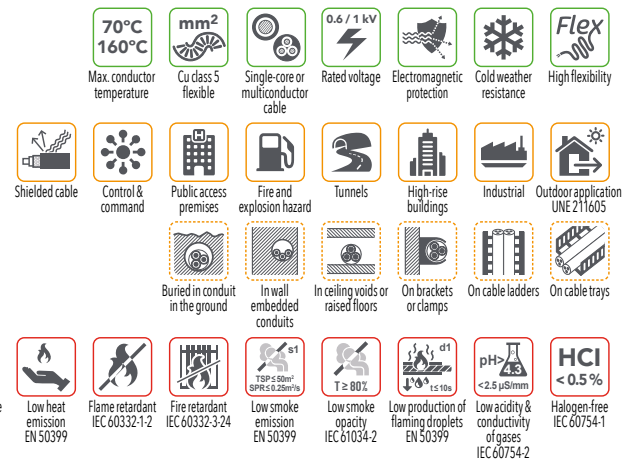 70°C
160°C
mm²
0.6 / 1 kV
Flex
Max. conductor
temperature
Cu class 5
flexible
Single-core or
multiconductor
cable
Rated voltage
Electromagnetic
protection
Cold weather
resistance
High flexibility
H
Shielded cable
Control &
command
Public access
premises
Fire and
explosion hazard
Tunnels
High-rise
buildings
Industrial
Outdoor application
UNE 211605
Buried in conduit
in the ground
In wall
embedded
conduits
In ceiling voids or
raised floors
On brackets
or clamps
On cable ladders
On cable trays
s1
TSP≤50m²
SPR≤0.25m²/s
T ≥ 80%
d1
t≤10s
pH>
4.3
<2.5 µS/mm
HCI
< 0.5 %
e
Low heat
emission
EN 50399
Flame retardant
IEC 60332-1-2
Fire retardant
IEC 60332-3-24
Low smoke
emission
EN 50399
Low smoke
opacity
IEC 61034-2
Low production of
flaming droplets
EN 50399
Low acidity &
conductivity
of gases
IEC 60754-2
Halogen-free
IEC 60754-1